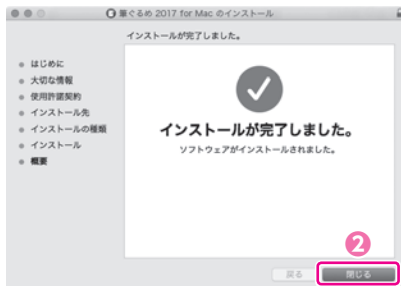 筆ぐるめ 2017 for Mac のインストール
インストールが完了しました。
はじめに
大切な情報
使用許諾契約
インストール先
インストールの種類
インストール
概要
インストールが完了しました。
ソフトウェアがインストールされました。
2
戻る
閉じる